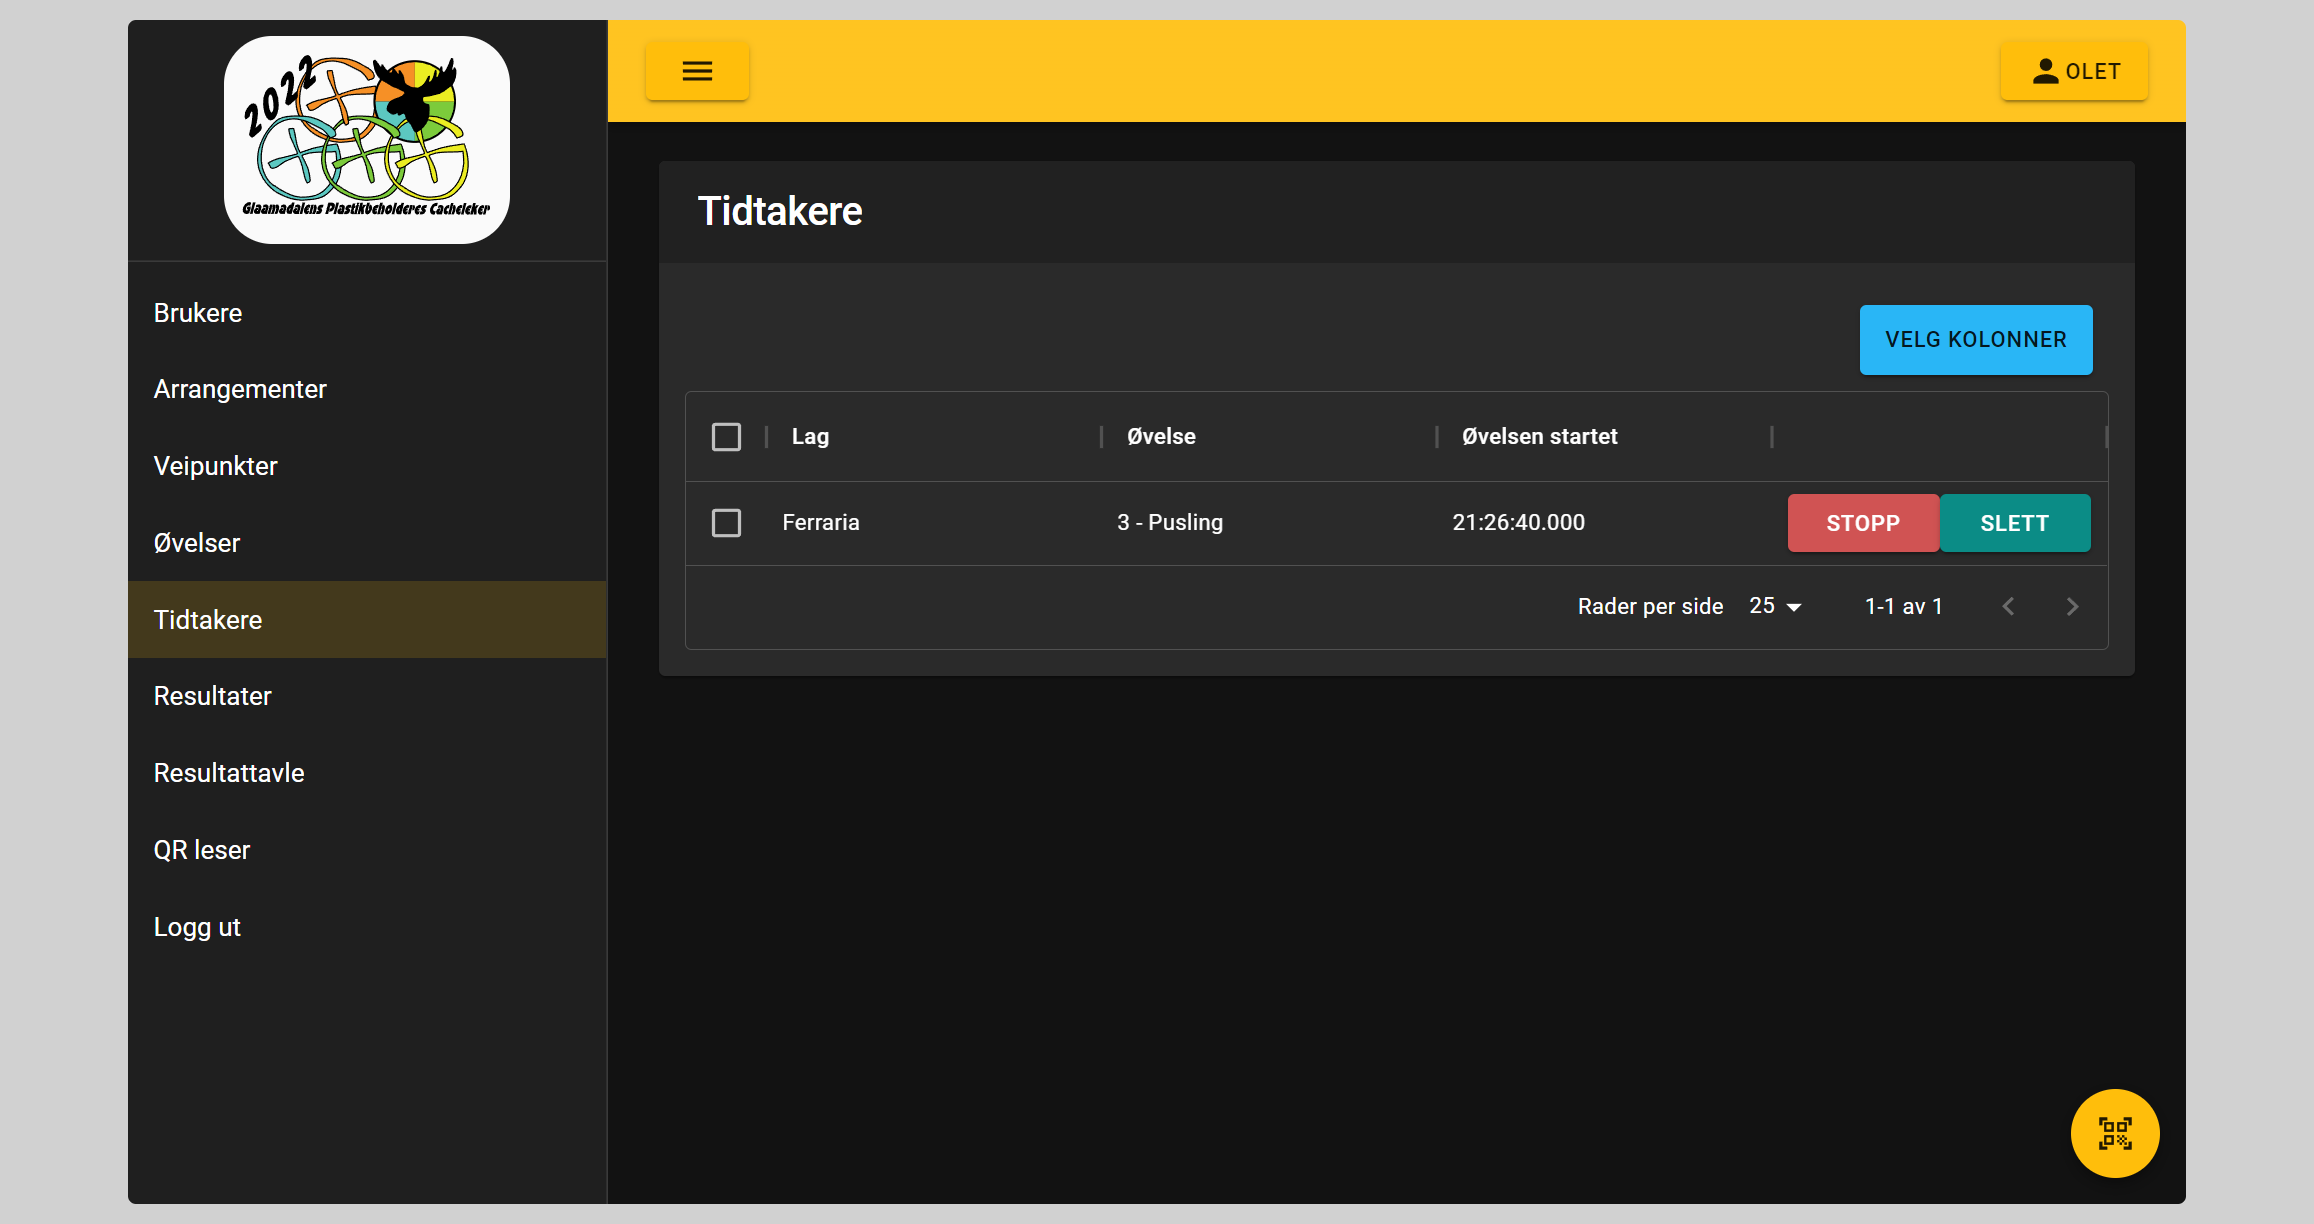 2022
Glaamadalens Plastikbeholderes Cacheleker
OLET
Brukere
Arrangementer
Veipunkter
Øvelser
Tidtakere
Resultater
Resultattavle
QR leser
Logg ut
Tidtakere
VELG KOLONNER
Lag Øvelse Øvelsen startet
Ferraria 3 - Pusling 21:26:40.000 STOPP SLETT
Rader per side 25 1-1 av 1